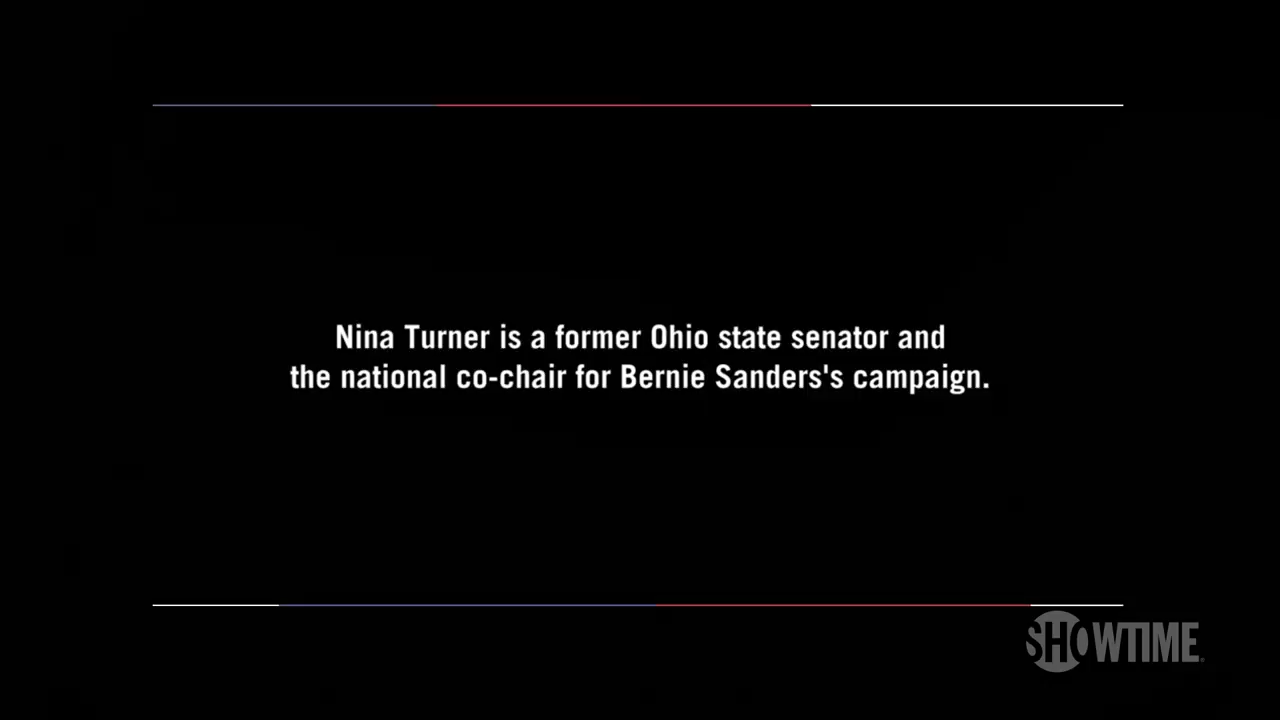 Nina Turner is a former Ohio state senator and
the national co-chair for Bernie Sanders's campaign.
SHOWTIME